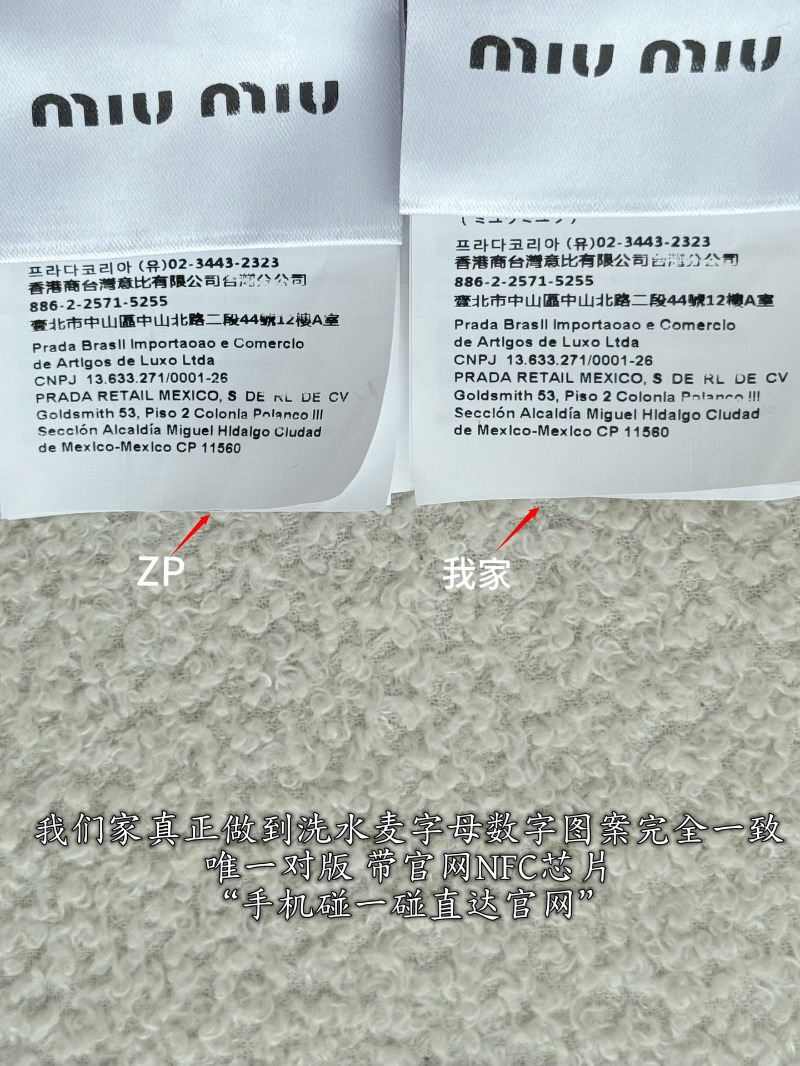 miu miu
프라다코리아 (유)02-3443-2323
香港商台灣意比有限公司台灣分公司
886-2-2571-5255
臺北市中山區中山北路二段44號12樓A室
Prada Brasil Importaoao e Comercio
de Artigos de Luxo Ltda
CNPJ 13.633.271/0001-26
PRADA RETAIL MEXICO, S DE RL DE CV
Goldsmith 53, Piso 2 Colonia Polanco III
Sección Alcaldía Miguel Hidalgo Ciudad
de Mexico-Mexico CP 11560
miu miu
(ミュウミュウ)
프라다코리아 (유)02-3443-2323
香港商台灣意比有限公司台灣分公司
886-2-2571-5255
臺北市中山區中山北路二段44號12樓A室
Prada Brasil Importaoao e Comercio
de Artigos de Luxo Ltda
CNPJ 13.633.271/0001-26
PRADA RETAIL MEXICO, S DE RL DE CV
Goldsmith 53, Piso 2 Colonia Polanco III
Sección Alcaldía Miguel Hidalgo Ciudad
de Mexico-Mexico CP 11560
ZP
我家
我们家真正做到洗水麦字母数字图案完全一致
唯一对版 带官网NFC芯片
“手机碰一碰直达官网”